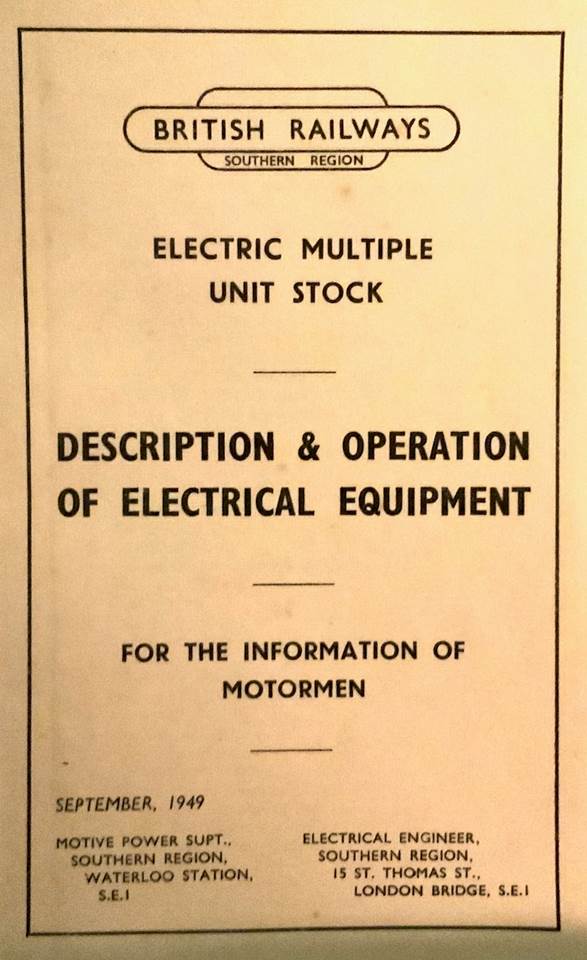 BRITISH RAILWAYS
SOUTHERN REGION
ELECTRIC MULTIPLE
UNIT STOCK
DESCRIPTION & OPERATION
OF ELECTRICAL EQUIPMENT
FOR THE INFORMATION OF
MOTORMEN
SEPTEMBER, 1949
MOTIVE POWER SUPT.,
SOUTHERN REGION,
WATERLOO STATION,
S.E.1
ELECTRICAL ENGINEER,
SOUTHERN REGION,
15 ST. THOMAS ST.,
LONDON BRIDGE, S.E.1